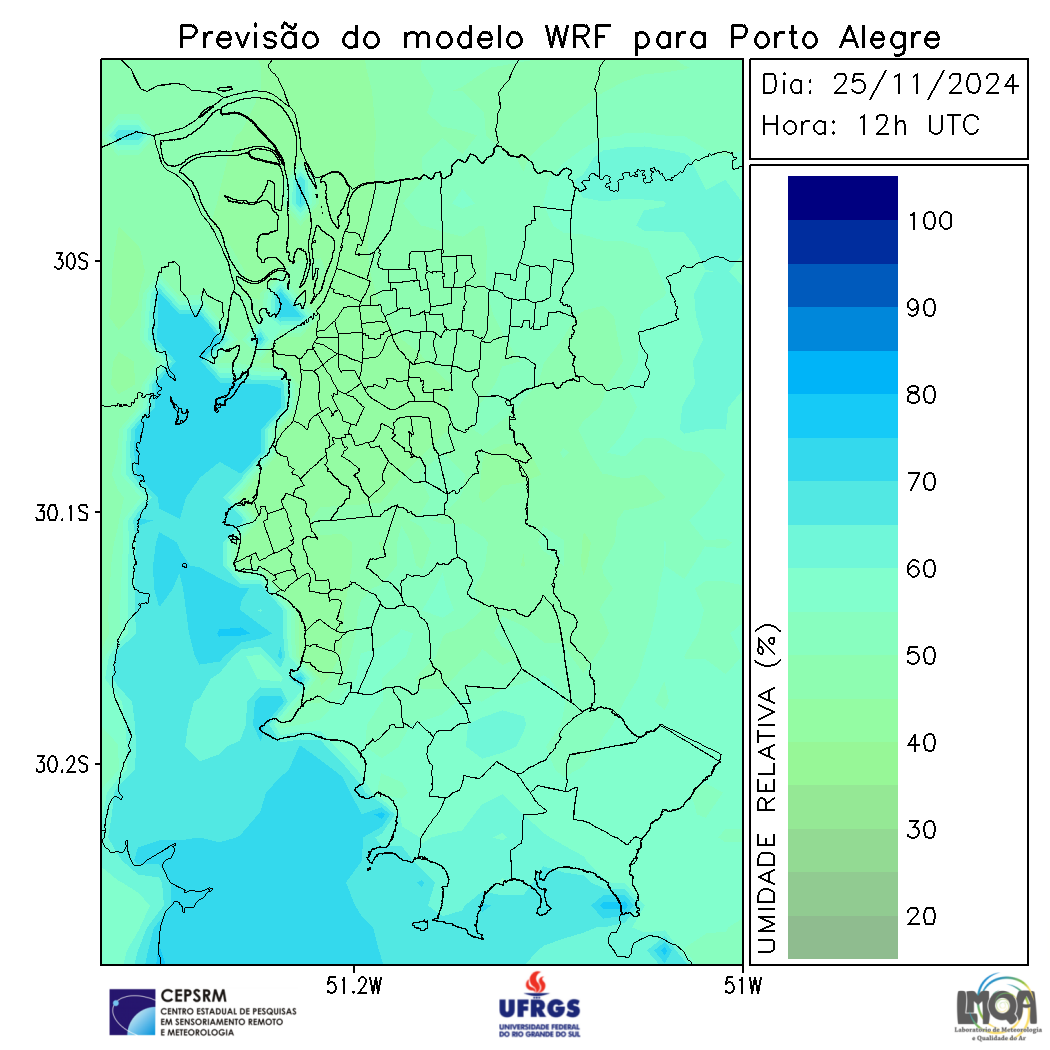 Previsão do modelo WRF para Porto Alegre
Dia: 25/11/2024
Hora: 12h UTC
100
90
80
70
60
50
40
30
20
UMIDADE RELATIVA (%)
30S
30.1S
30.2S
51.2W
51W
CEPSRM
CENTRO ESTADUAL DE PESQUISAS
EM SENSORIAMENTO REMOTO
E METEOROLOGIA
UFRGS
UNIVERSIDADE FEDERAL
DO RIO GRANDE DO SUL
LMQA
Laboratório de Meteorologia
e Qualidade do Ar